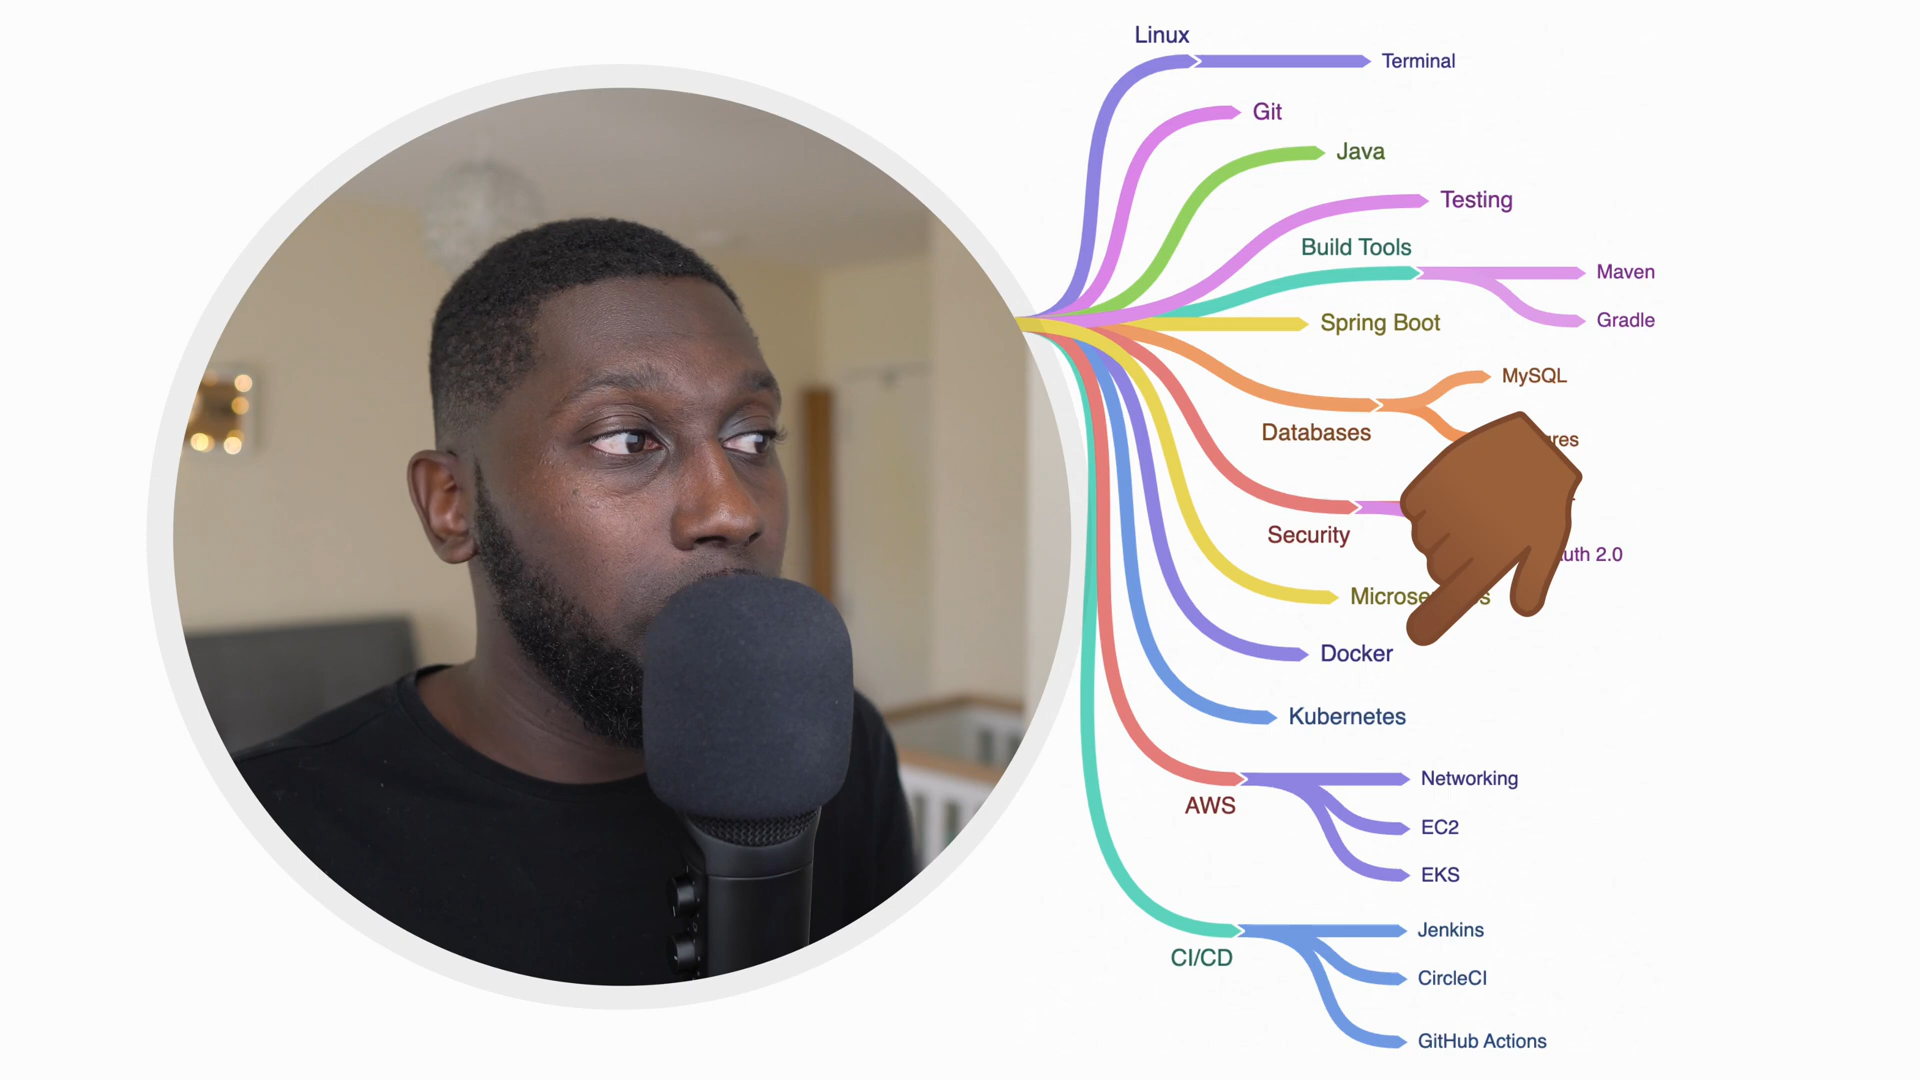 Linux
Terminal
Git
Java
Testing
Build Tools
Maven
Gradle
Spring Boot
MySQL
Databases
Security
Docker
Kubernetes
AWS
Networking
EC2
EKS
CI/CD
Jenkins
CircleCI
GitHub Actions